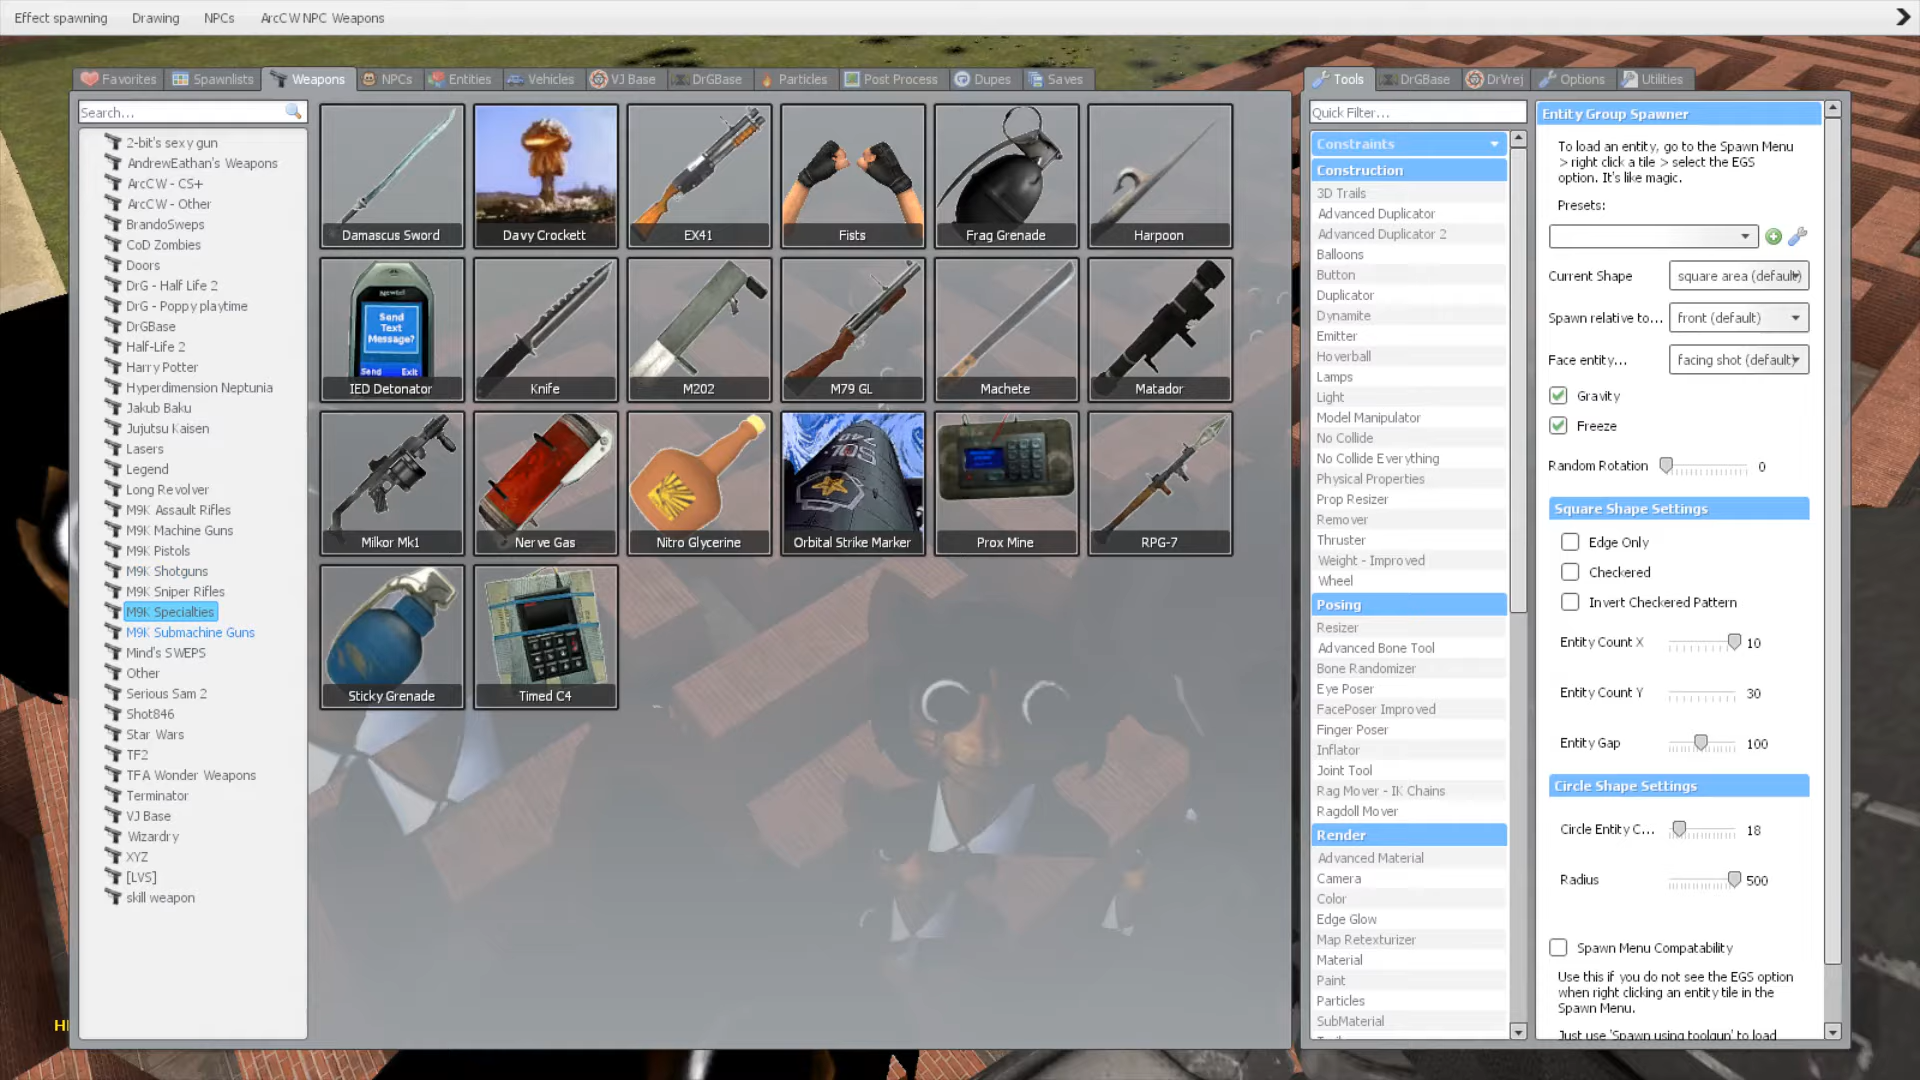 Effect spawning Drawing NPCs ArcCW NPC Weapons
Favorites Spawnlists Weapons NPCs Entities Vehicles VJ Base DrGBase Particles Post Process Dupes Saves
Search...
2-bit's sexy gun
AndrewEathan's Weapons
ArcCW - CS+
ArcCW - Other
BrandoSweps
CoD Zombies
Doors
DrG - Half Life 2
DrG - Poppy playtime
DrGBase
Half-Life 2
Harry Potter
Hyperdimension Neptunia
Jakub Baku
Jujutsu Kaisen
Lasers
Legend
Long Revolver
M9K Assault Rifles
M9K Machine Guns
M9K Pistols
M9K Shotguns
M9K Sniper Rifles
M9K Specialties
M9K Submachine Guns
Mind's SWEPS
Other
Serious Sam 2
Shot846
Star Wars
TF2
TFA Wonder Weapons
Terminator
VJ Base
Wizardry
XYZ
[LVS]
skill weapon
Damascus Sword Davy Crockett EX41 Fists Frag Grenade Harpoon
Send
Text
Message?
Send Exit
IED Detonator Knife M202 M79 GL Machete Matador
Milkor Mk1 Nerve Gas Nitro Glycerine Orbital Strike Marker Prox Mine RPG-7
Sticky Grenade Timed C4
Tools DrGBase DrVrej Options Utilities
Quick Filter...
Constraints
Construction
3D Trails
Advanced Duplicator
Advanced Duplicator 2
Balloons
Button
Duplicator
Dynamite
Emitter
Hoverball
Lamps
Light
Model Manipulator
No Collide
No Collide Everything
Physical Properties
Prop Resizer
Remover
Thruster
Weight - Improved
Wheel
Posing
Resizer
Advanced Bone Tool
Bone Randomizer
Eye Poser
FacePoser Improved
Finger Poser
Inflator
Joint Tool
Rag Mover - IK Chains
Ragdoll Mover
Render
Advanced Material
Camera
Color
Edge Glow
Map Retexturizer
Material
Paint
Particles
SubMaterial
Entity Group Spawner
To load an entity, go to the Spawn Menu
> right click a tile > select the EGS
option. It's like magic.
Presets:
Current Shape square area (default)
Spawn relative to... front (default)
Face entity... facing shot (default)
Gravity
Freeze
Random Rotation 0
Square Shape Settings
Edge Only
Checkered
Invert Checkered Pattern
Entity Count X 10
Entity Count Y 30
Entity Gap 100
Circle Shape Settings
Circle Entity C... 18
Radius 500
Spawn Menu Compatability
Use this if you do not see the EGS option
when right clicking an entity tile in the
Spawn Menu.
Just use 'Spawn using toolgun' to load